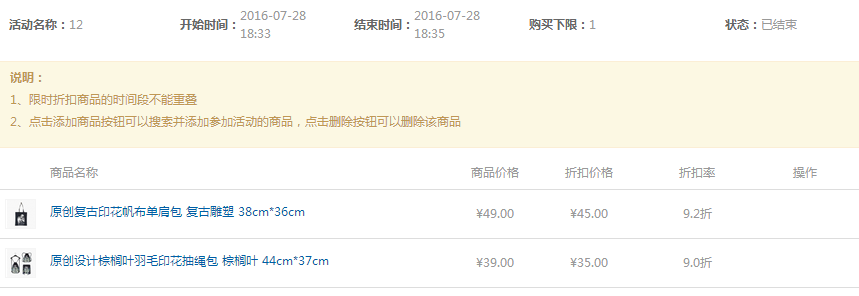 活动名称：12 开始时间：2016-07-28 18:33 结束时间：2016-07-28 18:35 购买下限：1 状态：已结束
说明：
1、限时折扣商品的时间段不能重叠
2、点击添加商品按钮可以搜索并添加参加活动的商品，点击删除按钮可以删除该商品
商品名称 商品价格 折扣价格 折扣率 操作
原创复古印花帆布单肩包 复古雕塑 38cm*36cm ¥49.00 ¥45.00 9.2折
原创设计棕榈叶羽毛印花抽绳包 棕榈叶 44cm*37cm ¥39.00 ¥35.00 9.0折